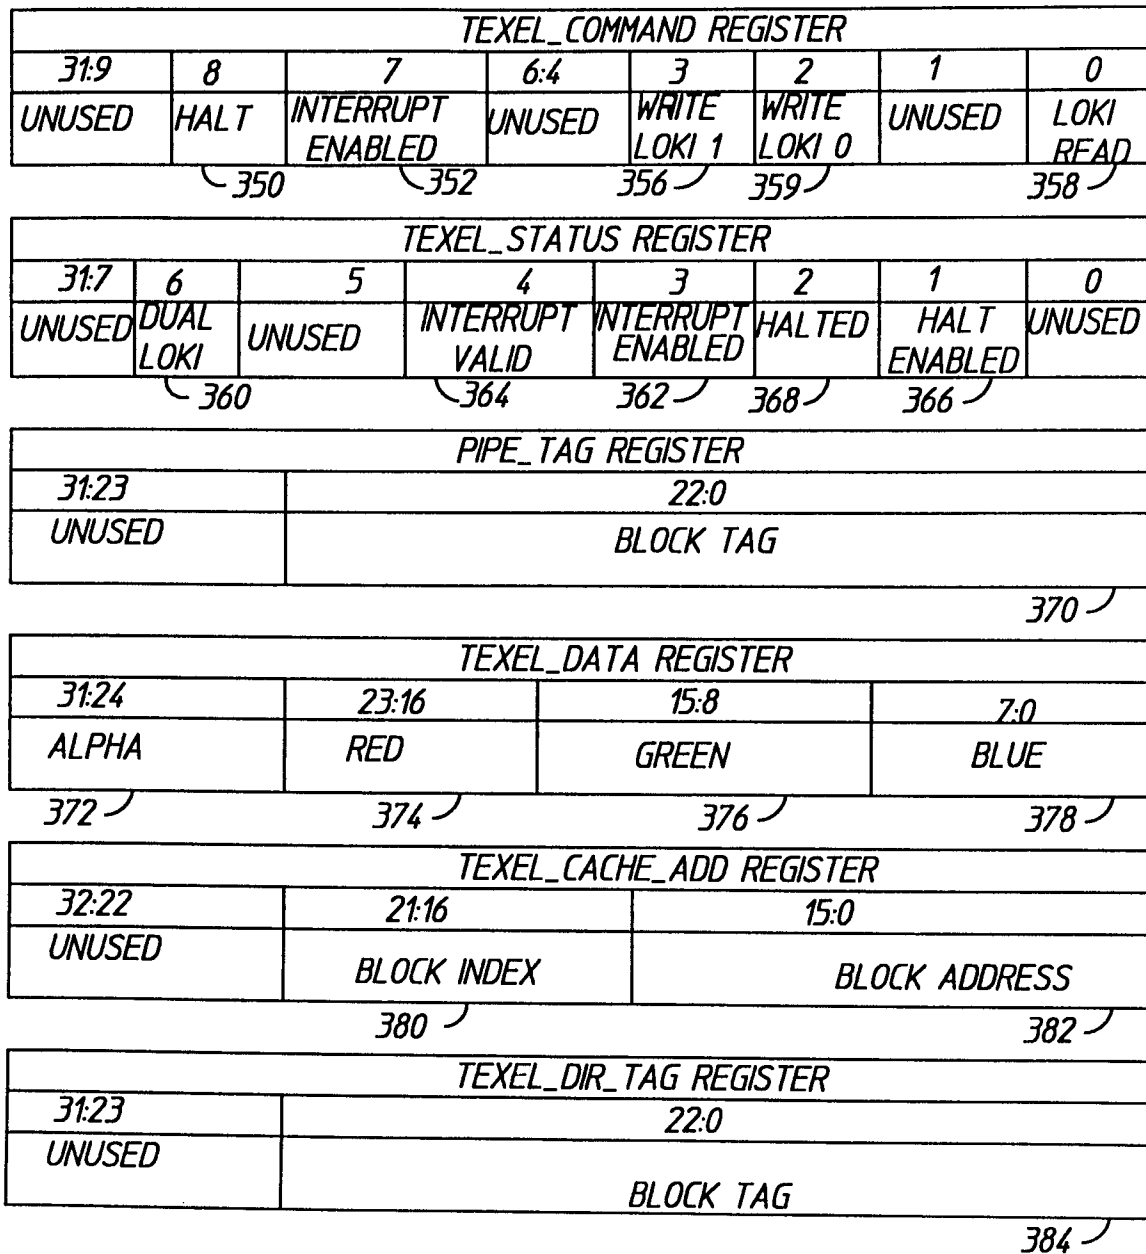 TEXEL_COMMAND REGISTER
31:9 8 7 6:4 3 2 1 0
UNUSED HALT INTERRUPT ENABLED UNUSED WRITE LOKI 1 WRITE LOKI 0 UNUSED LOKI READ
350 352 356 359 358
TEXEL_STATUS REGISTER
31:7 6 5 4 3 2 1 0
UNUSED DUAL LOKI UNUSED INTERRUPT VALID INTERRUPT ENABLED HALTED HALT ENABLED UNUSED
360 364 362 368 366
PIPE_TAG REGISTER
31:23 22:0
UNUSED BLOCK TAG
370
TEXEL_DATA REGISTER
31:24 23:16 15:8 7:0
ALPHA RED GREEN BLUE
372 374 376 378
TEXEL_CACHE_ADD REGISTER
32:22 21:16 15:0
UNUSED BLOCK INDEX BLOCK ADDRESS
380 382
TEXEL_DIR_TAG REGISTER
31:23 22:0
UNUSED BLOCK TAG
384